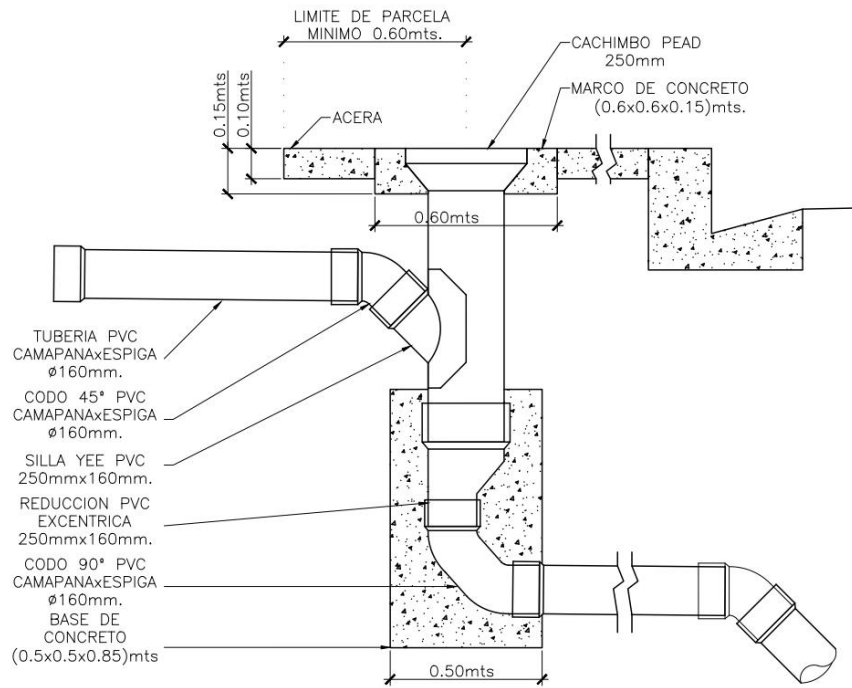 LIMITE DE PARCELA
MINIMO 0.60mts.
CACHIMBO PEAD
250mm
MARCO DE CONCRETO
(0.6x0.6x0.15)mts.
0.15mts
0.10mts
ACERA
0.60mts
TUBERIA PVC
CAMAPANAxESPIGA
ø160mm.
CODO 45° PVC
CAMAPANAxESPIGA
ø160mm.
SILLA YEE PVC
250mmx160mm.
REDUCCION PVC
EXCENTRICA
250mmx160mm.
CODO 90° PVC
CAMAPANAxESPIGA
ø160mm.
BASE DE
CONCRETO
(0.5x0.5x0.85)mts
0.50mts